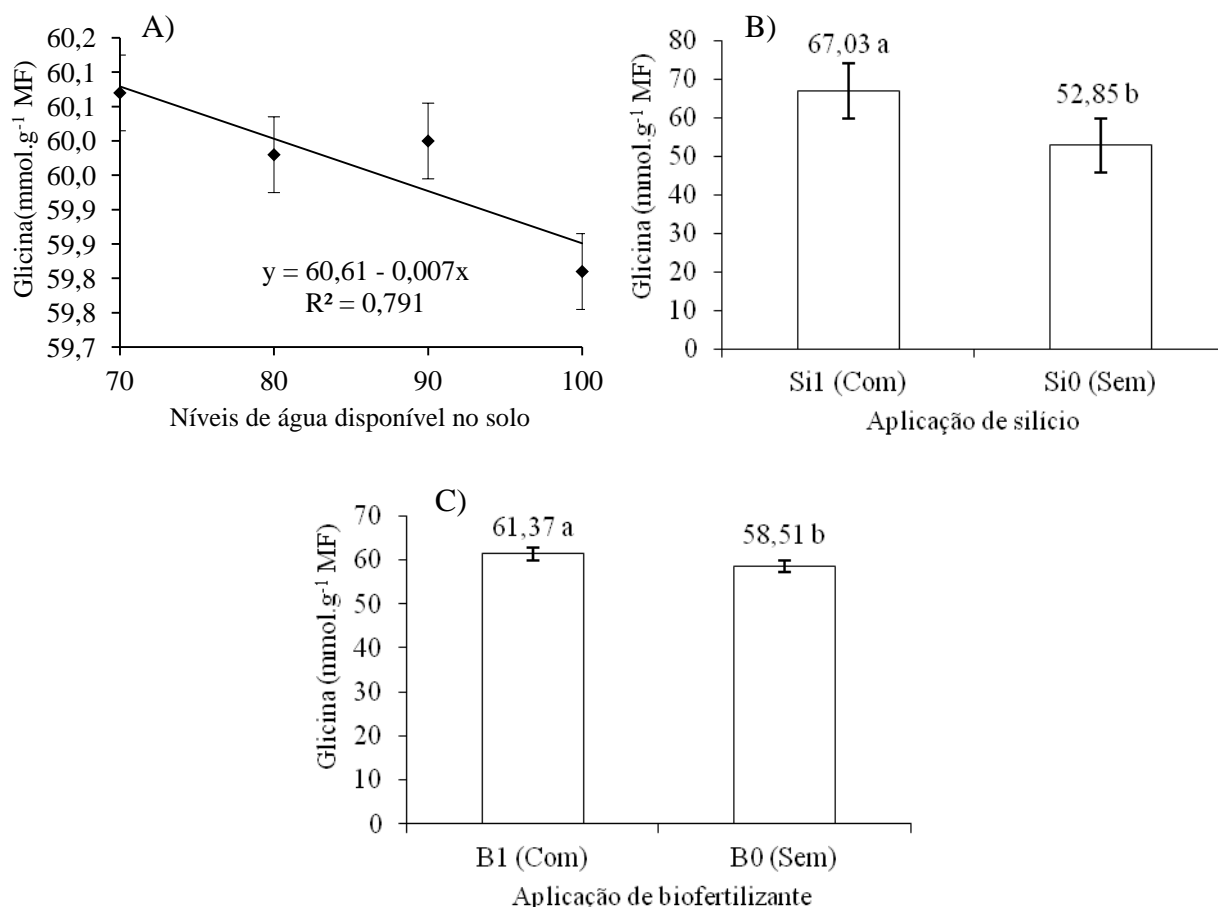 A)
Glicina(mmol.g⁻¹ MF)
60,2
60,1
60,1
60,0
60,0
59,9
59,9
59,8
59,8
59,7
y = 60,61 - 0,007x
R² = 0,791
70 80 90 100
Níveis de água disponível no solo
B)
Glicina (mmol.g⁻¹ MF)
80
70
60
50
40
30
20
10
0
67,03 a
52,85 b
Si1 (Com) Si0 (Sem)
Aplicação de silício
C)
Glicina (mmol.g⁻¹ MF)
70
60
50
40
30
20
10
0
61,37 a
58,51 b
B1 (Com) B0 (Sem)
Aplicação de biofertilizante